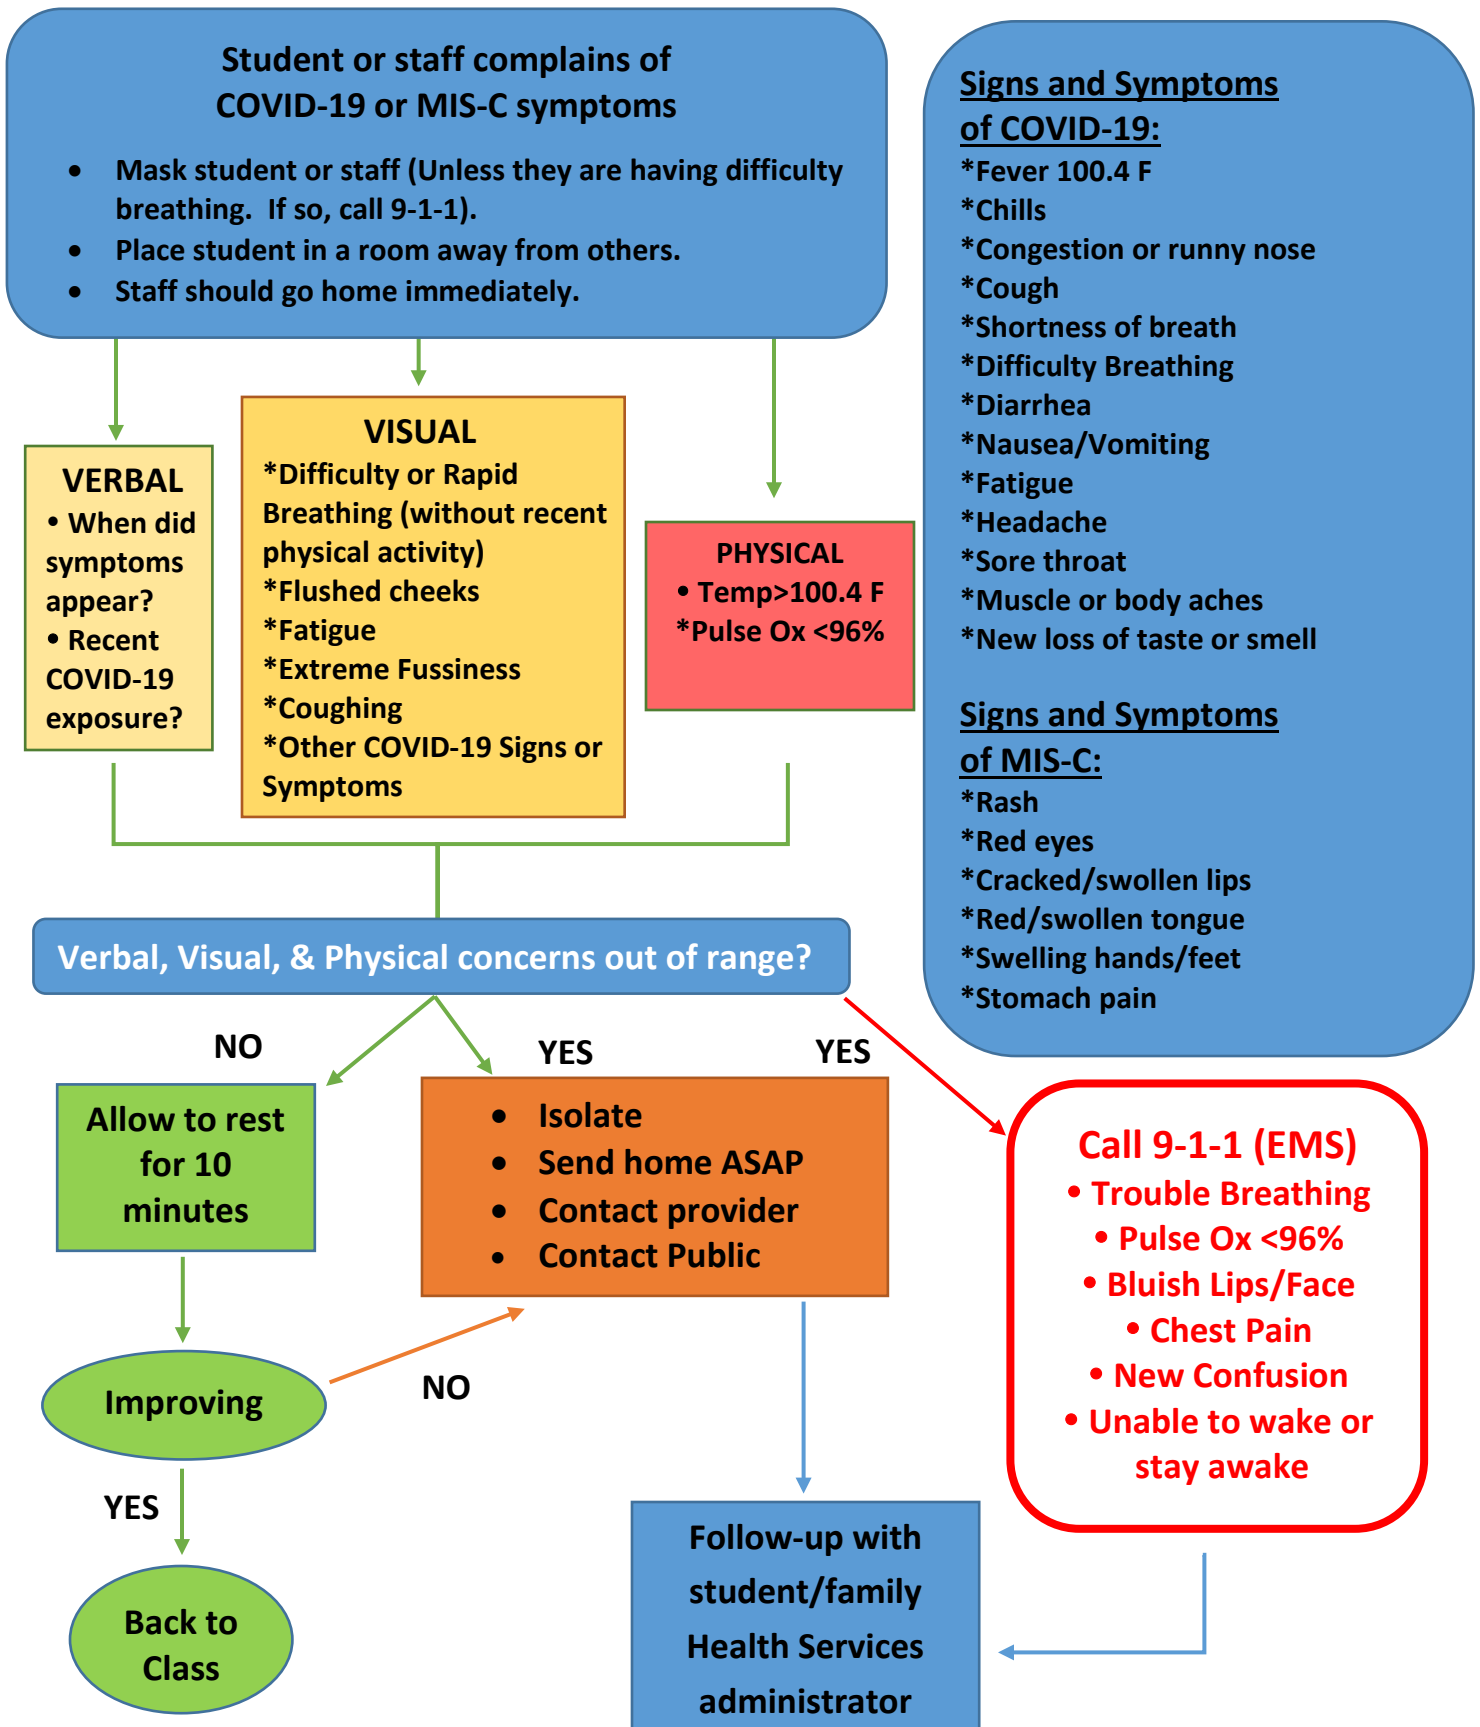 Student or staff complains of
COVID-19 or MIS-C symptoms
• Mask student or staff (Unless they are having difficulty
breathing. If so, call 9-1-1).
• Place student in a room away from others.
• Staff should go home immediately.
VERBAL
• When did
symptoms
appear?
• Recent
COVID-19
exposure?
VISUAL
*Difficulty or Rapid
Breathing (without recent
physical activity)
*Flushed cheeks
*Fatigue
*Extreme Fussiness
*Coughing
*Other COVID-19 Signs or
Symptoms
PHYSICAL
• Temp>100.4 F
*Pulse Ox <96%
Signs and Symptoms
of COVID-19:
*Fever 100.4 F
*Chills
*Congestion or runny nose
*Cough
*Shortness of breath
*Difficulty Breathing
*Diarrhea
*Nausea/Vomiting
*Fatigue
*Headache
*Sore throat
*Muscle or body aches
*New loss of taste or smell
Signs and Symptoms
of MIS-C:
*Rash
*Red eyes
*Cracked/swollen lips
*Red/swollen tongue
*Swelling hands/feet
*Stomach pain
Verbal, Visual, & Physical concerns out of range?
NO
YES
YES
Allow to rest
for 10
minutes
• Isolate
• Send home ASAP
• Contact provider
• Contact Public
Call 9-1-1 (EMS)
• Trouble Breathing
• Pulse Ox <96%
• Bluish Lips/Face
• Chest Pain
• New Confusion
• Unable to wake or
stay awake
Improving
NO
YES
Back to
Class
Follow-up with
student/family
Health Services
administrator